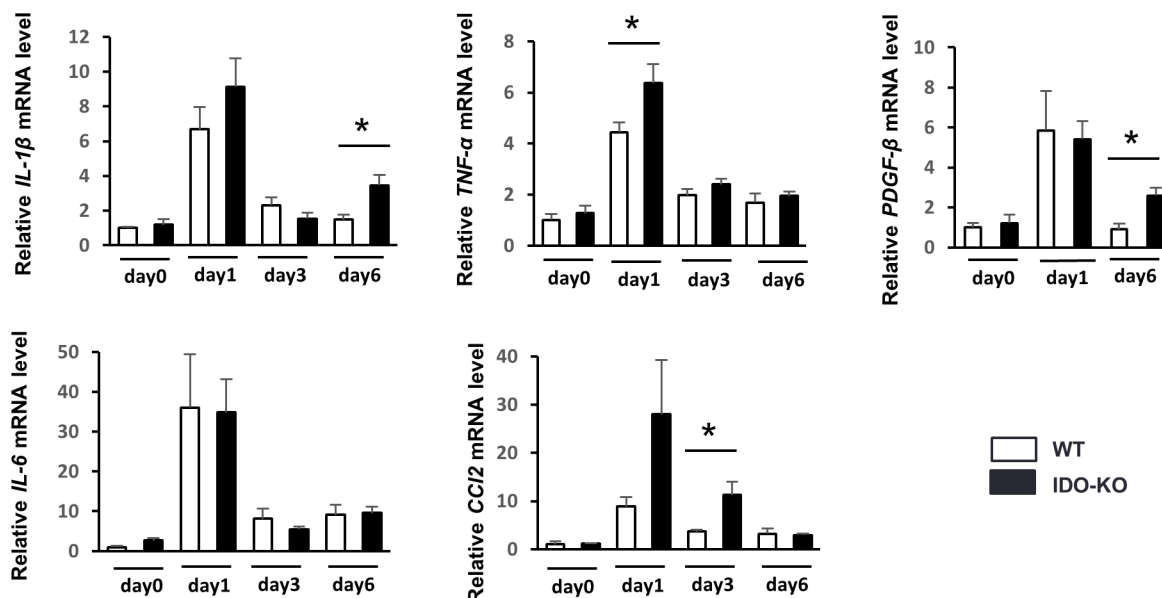 Relative IL-1β mRNA level
12
10
8
6
4
2
0
*
day0 day1 day3 day6
Relative TNF-α mRNA level
8
6
4
2
0
*
day0 day1 day3 day6
Relative PDGF-β mRNA level
10
8
6
4
2
0
*
day0 day1 day6
Relative IL-6 mRNA level
50
40
30
20
10
0
day0 day1 day3 day6
Relative CCl2 mRNA level
40
30
20
10
0
*
day0 day1 day3 day6
WT
IDO-KO